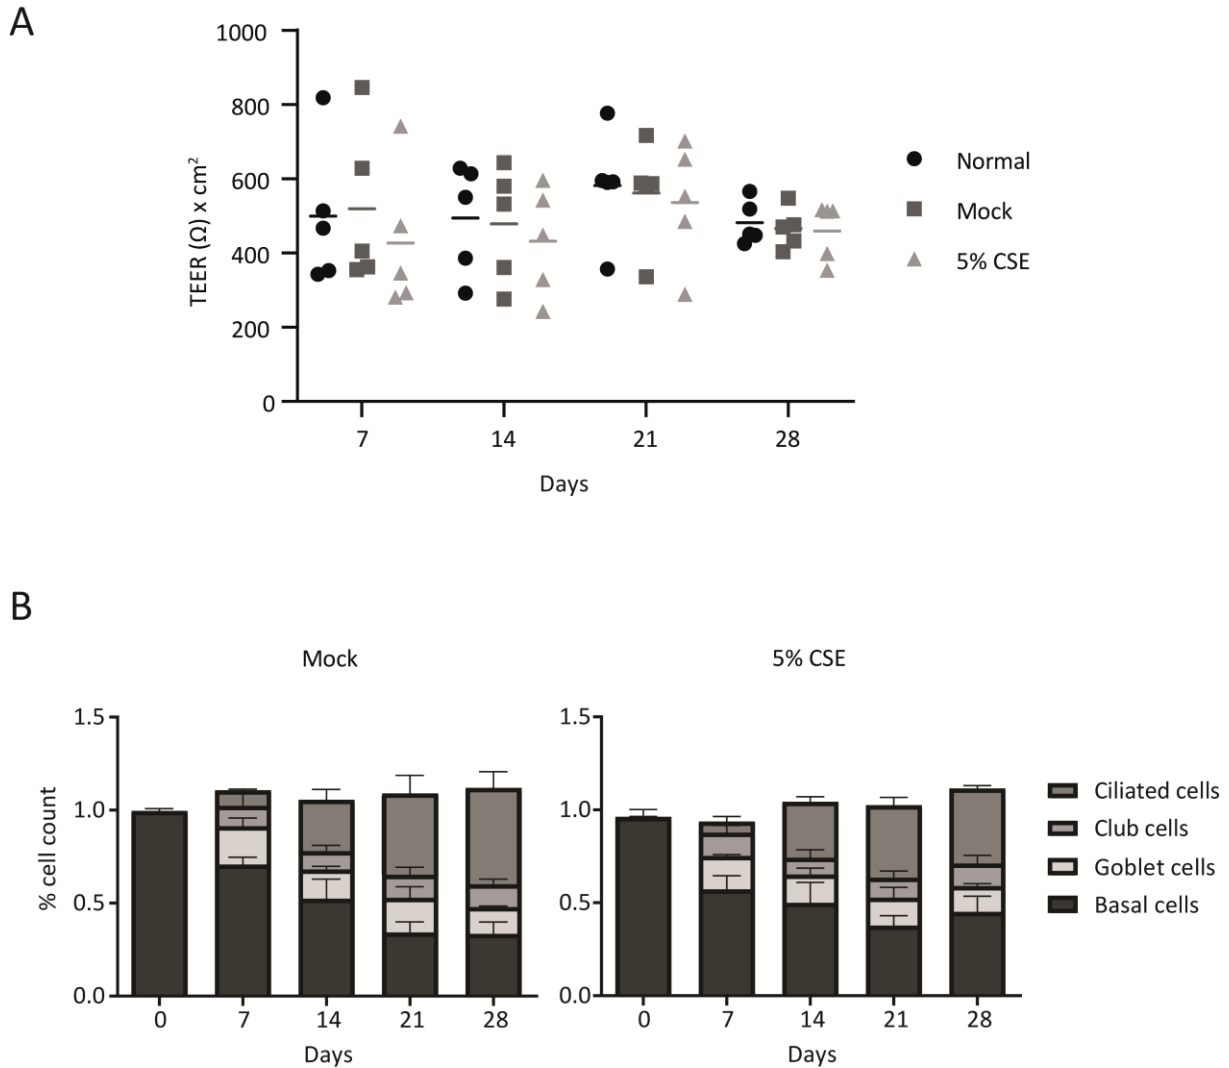 A
1000
800
600
400
200
0
TEER (Ω) x cm²
7 14 21 28
Days
Normal
Mock
5% CSE
B
Mock
1.5
1.0
0.5
0.0
% cell count
0 7 14 21 28
Days
5% CSE
1.5
1.0
0.5
0.0
0 7 14 21 28
Days
Ciliated cells
Club cells
Goblet cells
Basal cells